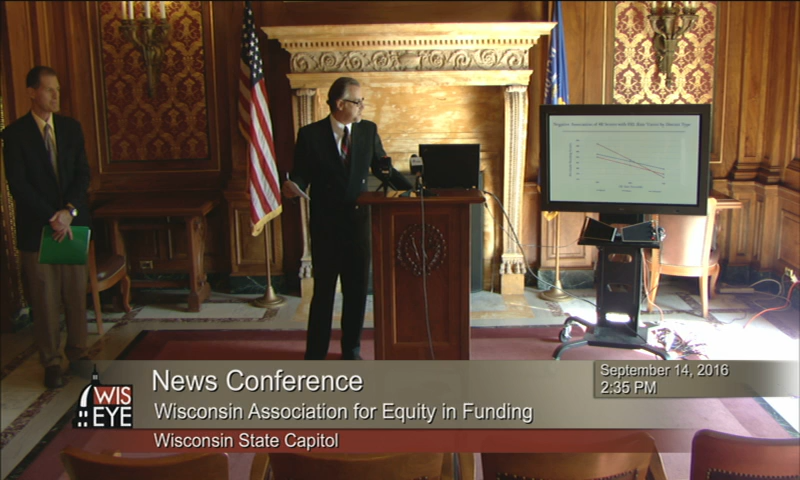 WIS
EYE
News Conference
Wisconsin Association for Equity in Funding
Wisconsin State Capitol
September 14, 2016
2:35 PM